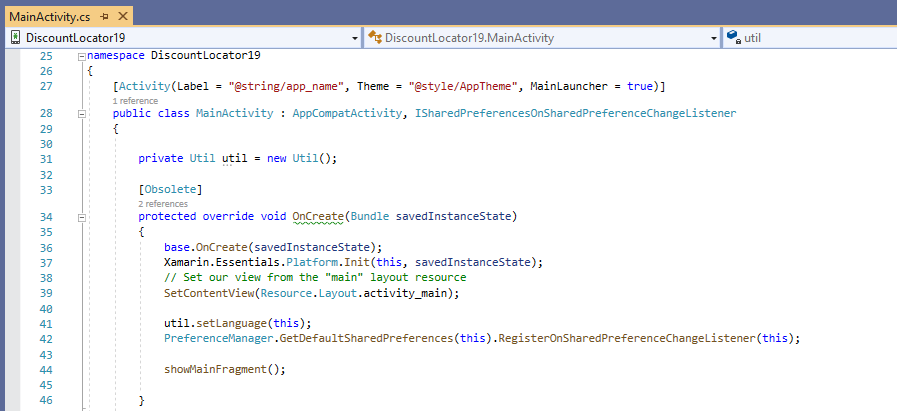 MainActivity.cs
DiscountLocator19 DiscountLocator19.MainActivity util
25 namespace DiscountLocator19
26 {
27 [Activity(Label = "@string/app_name", Theme = "@style/AppTheme", MainLauncher = true)]
1 reference
28 public class MainActivity : AppCompatActivity, ISharedPreferencesOnSharedPreferenceChangeListener
29 {
30
31 private Util util = new Util();
32
33 [Obsolete]
2 references
34 protected override void OnCreate(Bundle savedInstanceState)
35 {
36 base.OnCreate(savedInstanceState);
37 Xamarin.Essentials.Platform.Init(this, savedInstanceState);
38 // Set our view from the "main" layout resource
39 SetContentView(Resource.Layout.activity_main);
40
41 util.setLanguage(this);
42 PreferenceManager.GetDefaultSharedPreferences(this).RegisterOnSharedPreferenceChangeListener(this);
43
44 showMainFragment();
45
46 }